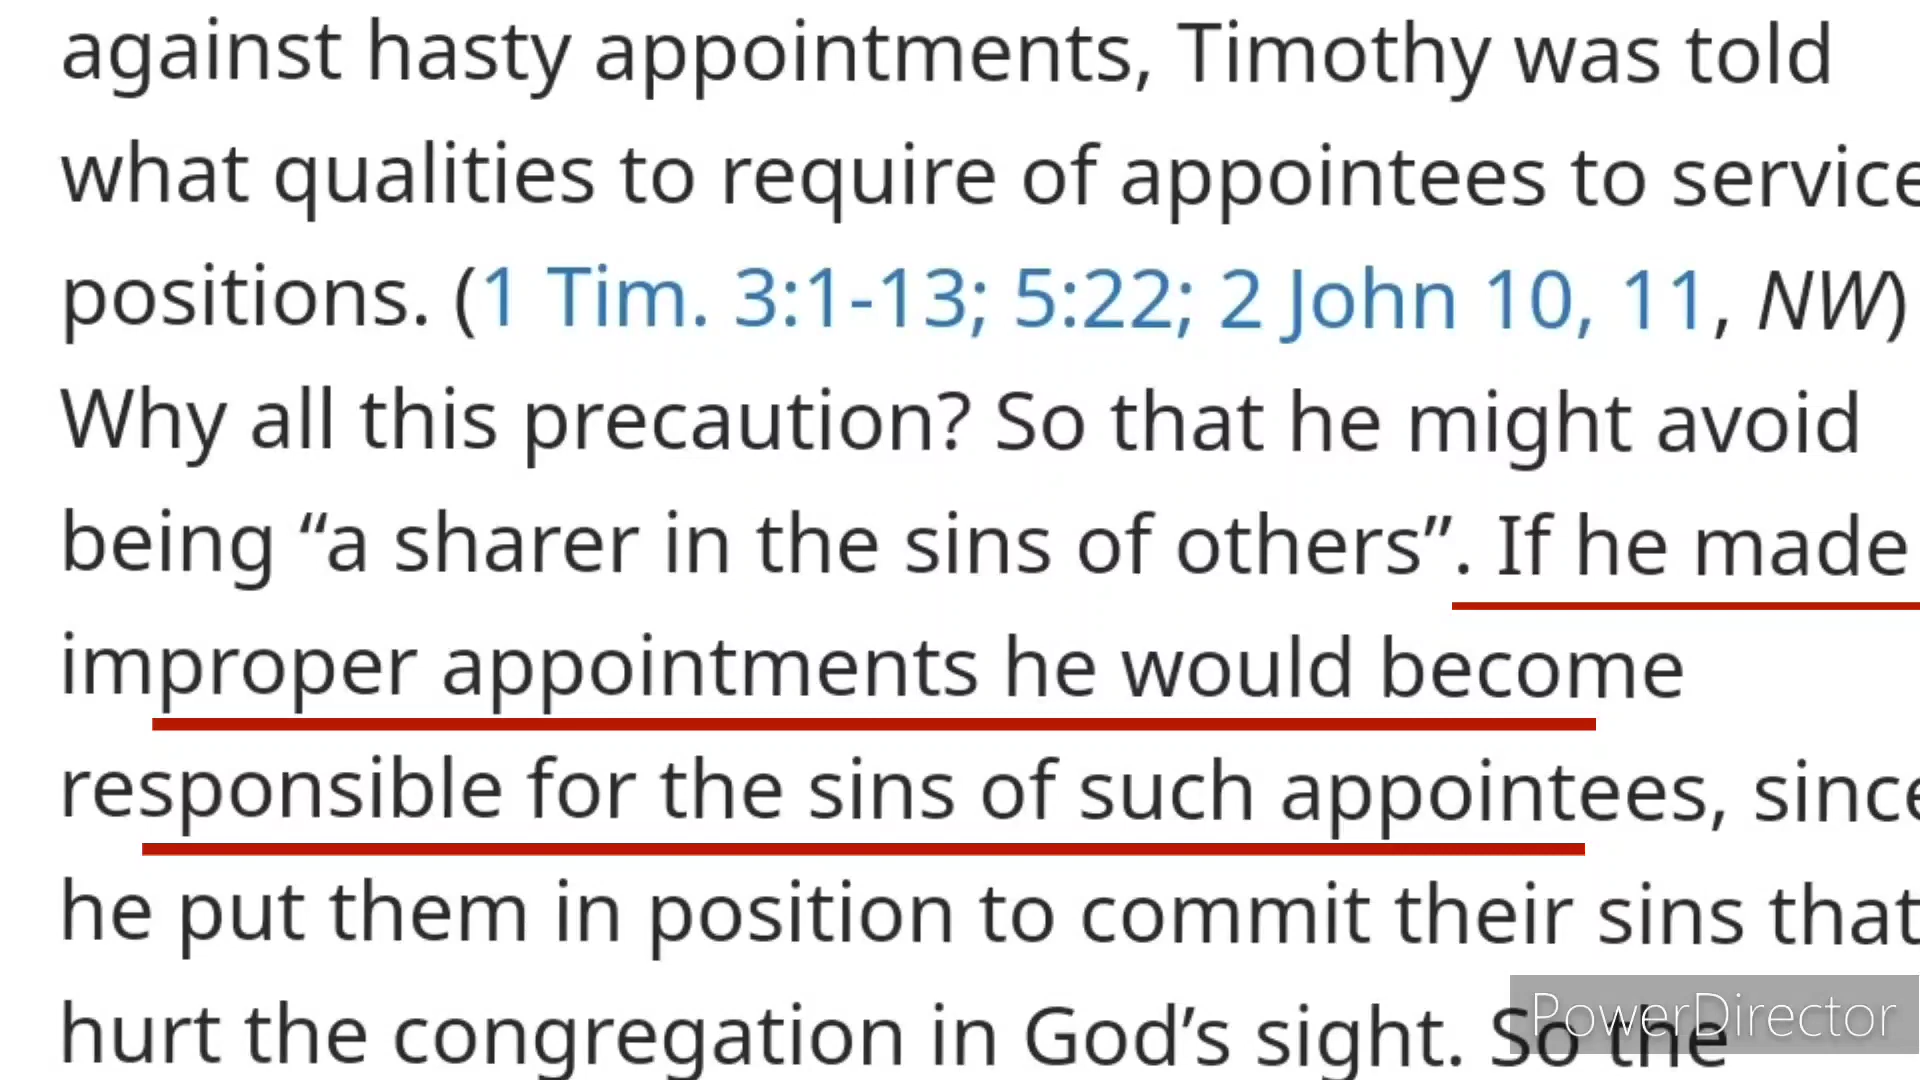 against hasty appointments, Timothy was told
what qualities to require of appointees to service
positions. (1 Tim. 3:1-13; 5:22; 2 John 10, 11, NW)
Why all this precaution? So that he might avoid
being “a sharer in the sins of others”. If he made
improper appointments he would become
responsible for the sins of such appointees, since
he put them in position to commit their sins that
hurt the congregation in God’s sight. So the
PowerDirector